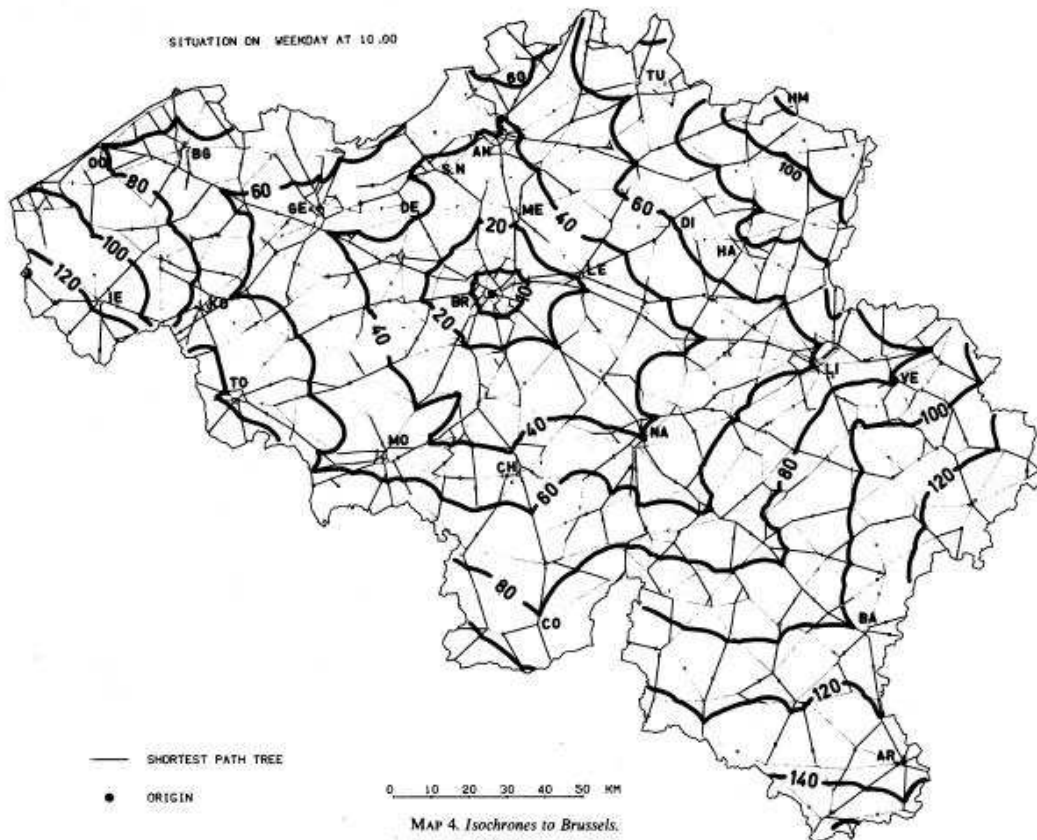 SITUATION ON WEEKDAY AT 10.00
60
TU
HM
AN
100
OO
BG
S.N
60
80
GE
DE
ME
40
60
20
DI
100
HA
120
IE
LE
KO
BR
20
40
LI
VE
TO
100
40
NA
MO
CH
80
120
60
80
CO
BA
120
AR
140
SHORTEST PATH TREE
ORIGIN
0 10 20 30 40 50 KM
MAP 4. Isochrones to Brussels.